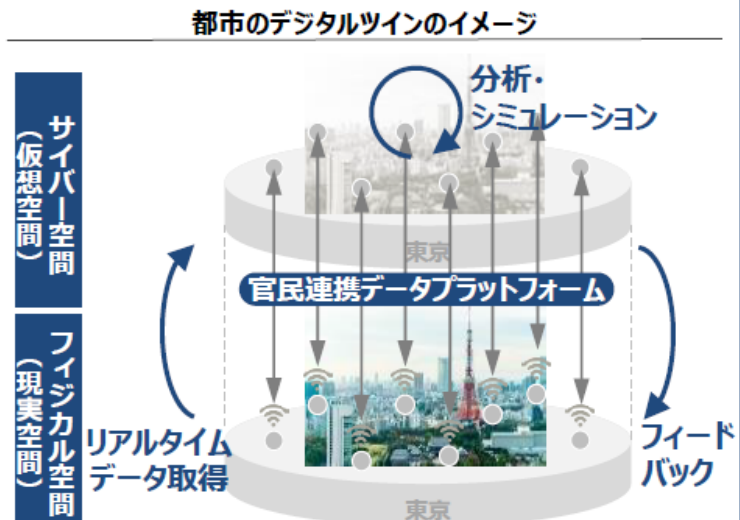 都市のデジタルツインのイメージ
サイバー空間
（仮想空間）
分析・
シミュレーション
東京
官民連携データプラットフォーム
フィジカル空間
（現実空間）
リアルタイム
データ取得
フィード
バック
東京